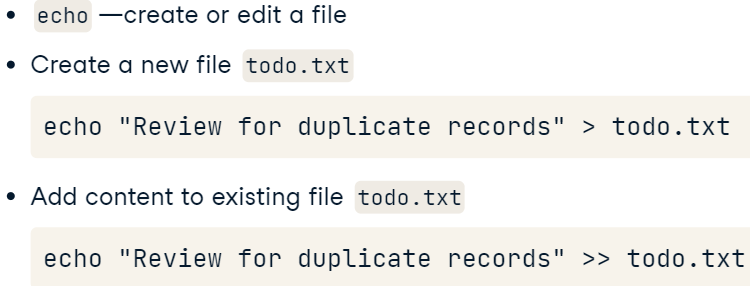 • echo —create or edit a file
• Create a new file todo.txt
echo "Review for duplicate records" > todo.txt
• Add content to existing file todo.txt
echo "Review for duplicate records" >> todo.txt